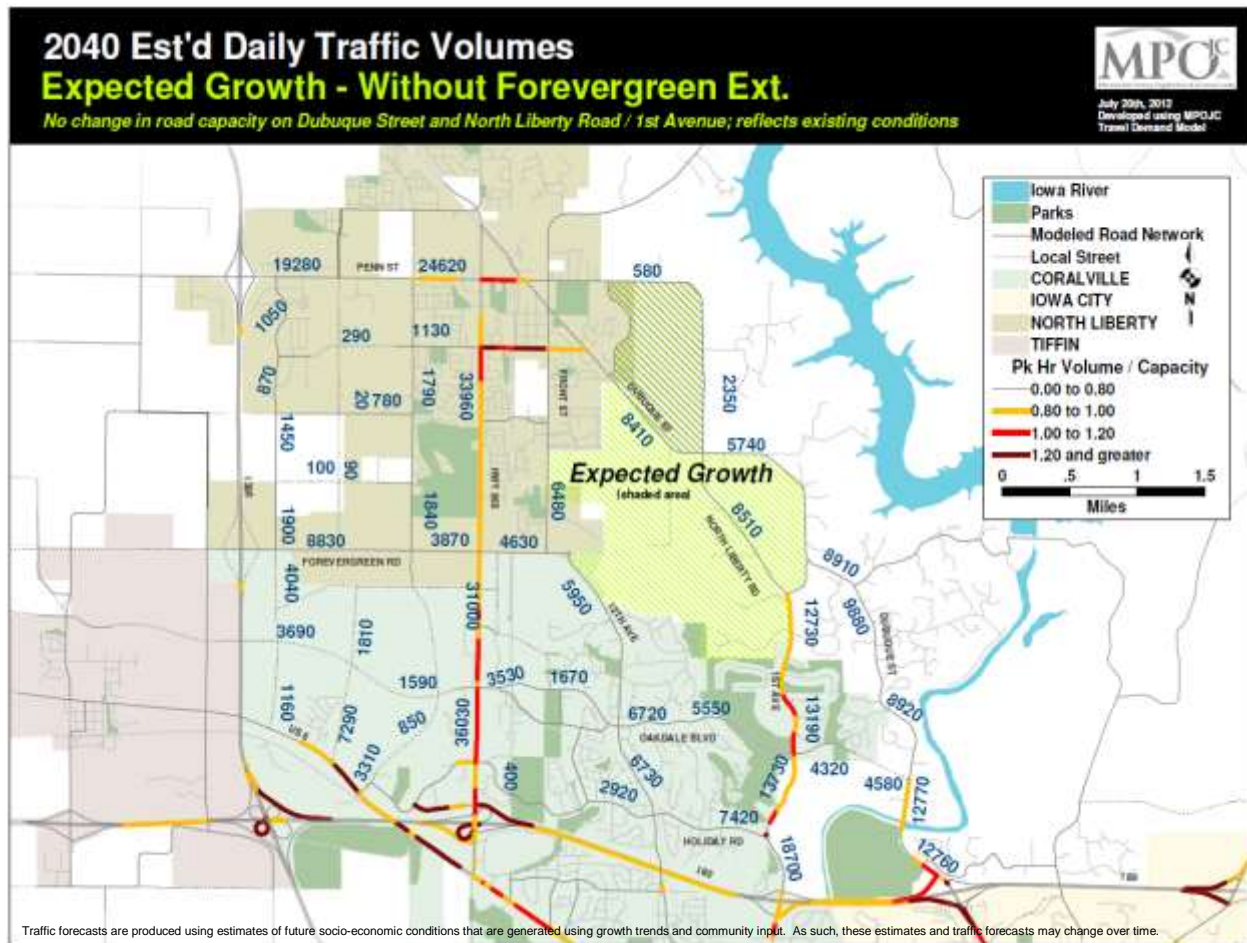 2040 Est'd Daily Traffic Volumes
Expected Growth - Without Forevergreen Ext.
No change in road capacity on Dubuque Street and North Liberty Road / 1st Avenue; reflects existing conditions
MPOJC
July 20th, 2012
Developed using MPOJC
Travel Demand Model
Iowa River
Parks
Modeled Road Network
Local Street
CORALVILLE
IOWA CITY
NORTH LIBERTY
TIFFIN
N
Pk Hr Volume / Capacity
0.00 to 0.80
0.80 to 1.00
1.00 to 1.20
1.20 and greater
0 .5 1 1.5
Miles
19280 PENN ST 24620 580
1050
290 1130
870 20 780 1790 33960 FRONT ST DUBUQUE ST 2350
1450 8410 5740
100 90 HWY 965
Expected Growth
(shaded area)
1900 1840 6480 8510 NORTH LIBERTY RD
8830 3870 4630
FOREVERGREEN RD
8910
4040 31000 5950 12TH AVE 12730 9880 DUBUQUE ST
3690 1810
1590 3530 1670 1ST AVE
1160 7290 850 36030 6720 5550 13190 8920
US 6 OAKDALE BLVD
3310 400 6730 13730 4320
2920 4580 12770
7420
HOLIDAY RD
18700 12760
I 80 I 80
Traffic forecasts are produced using estimates of future socio-economic conditions that are generated using growth trends and community input. As such, these estimates and traffic forecasts may change over time.